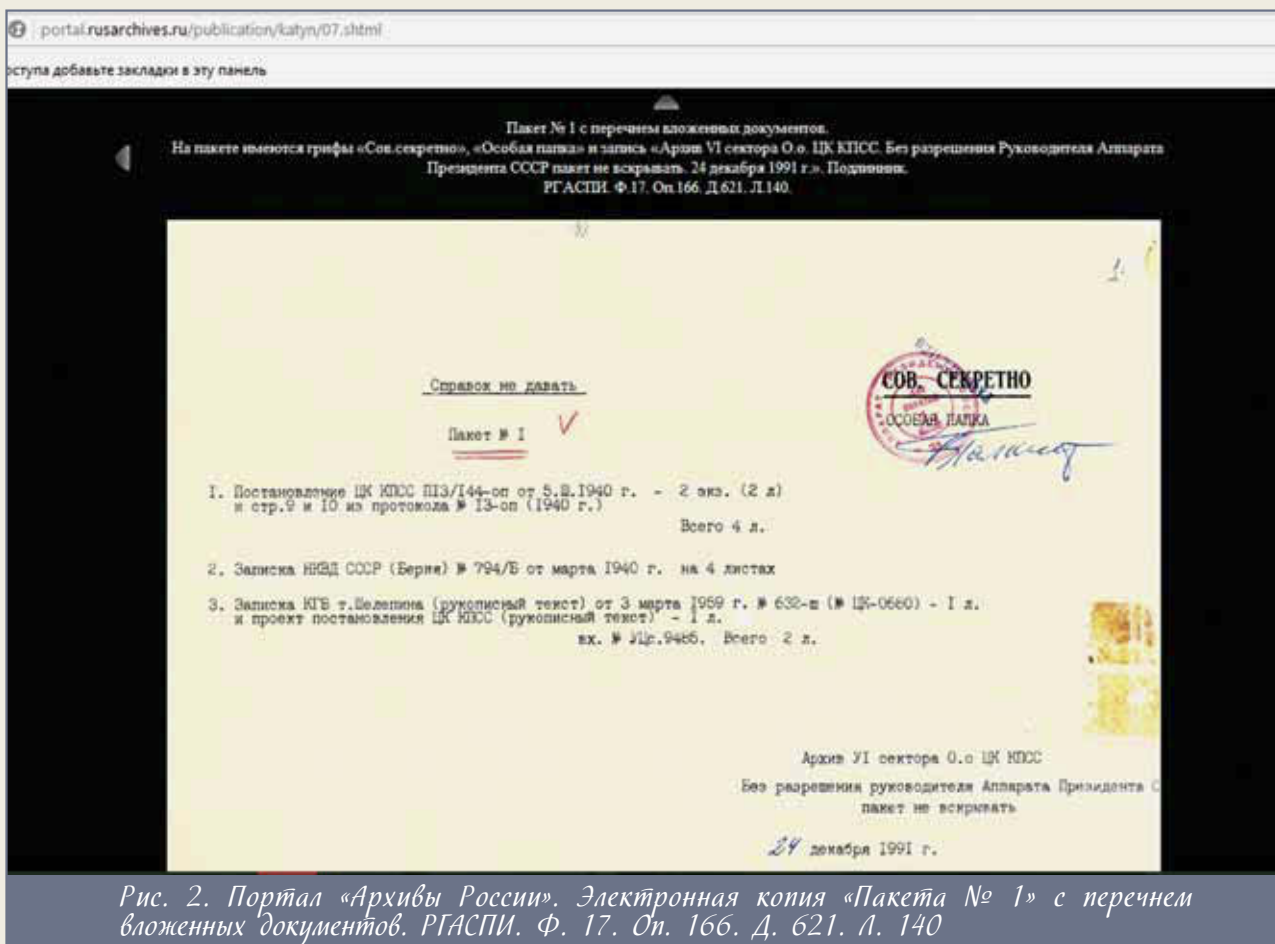 portal.rusarchives.ru/publication/katyn/07.shtml
оступа добавьте закладки в эту панель
Пакет № 1 с перечнем вложенных документов.
На пакете имеются грифы «Сов.секретно», «Особая папка» и запись «Архив VI сектора О.о. ЦК КПСС. Без разрешения Руководителя Аппарата
Президента СССР пакет не вскрывать. 24 декабря 1991 г.». Подлинник.
РГАСПИ. Ф.17. Оп.166. Д.621. Л.140.
1.
СОВ. СЕКРЕТНО
Справок не давать
ОСОБАЯ ПАПКА
Пакет № I
I. Постановление ЦК КПСС П13/144-оп от 5.Ш.1940 г. - 2 экз. (2 л)
и стр.9 и 10 из протокола № 13-оп (1940 г.)
Всего 4 л.
2. Записка НКВД СССР (Берия) № 794/Б от марта 1940 г. на 4 листах
3. Записка КГБ т.Шелепина (рукописный текст) от 3 марта 1959 г. № 632-ш (№ ЦК-0660) - I л.
и проект постановления ЦК КПСС (рукописный текст) - I л.
вх. № Всего 2 л.
Архив УI сектора О.о ЦК КПСС
Без разрешения руководителя Аппарата Президента С
пакет не вскрывать
24 декабря 1991 г.
Рис. 2. Портал «Архивы России». Электронная копия «Пакета № 1» с перечнем
вложенных документов. РГАСПИ. Ф. 17. Оп. 166. Д. 621. Л. 140